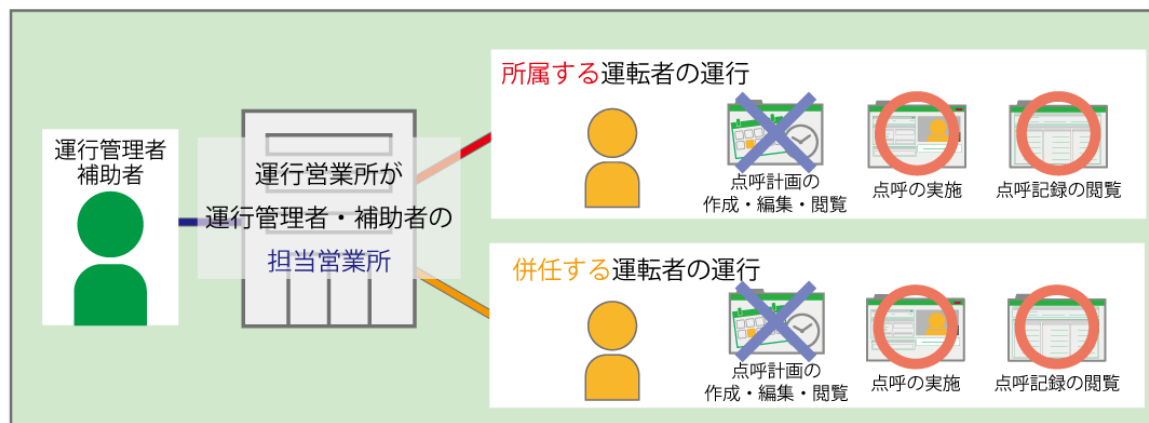 運行管理者
補助者
運行営業所が
運行管理者・補助者の
担当営業所
所属する運転者の運行
点呼計画の
作成・編集・閲覧
点呼の実施
点呼記録の閲覧
併任する運転者の運行
点呼計画の
作成・編集・閲覧
点呼の実施
点呼記録の閲覧